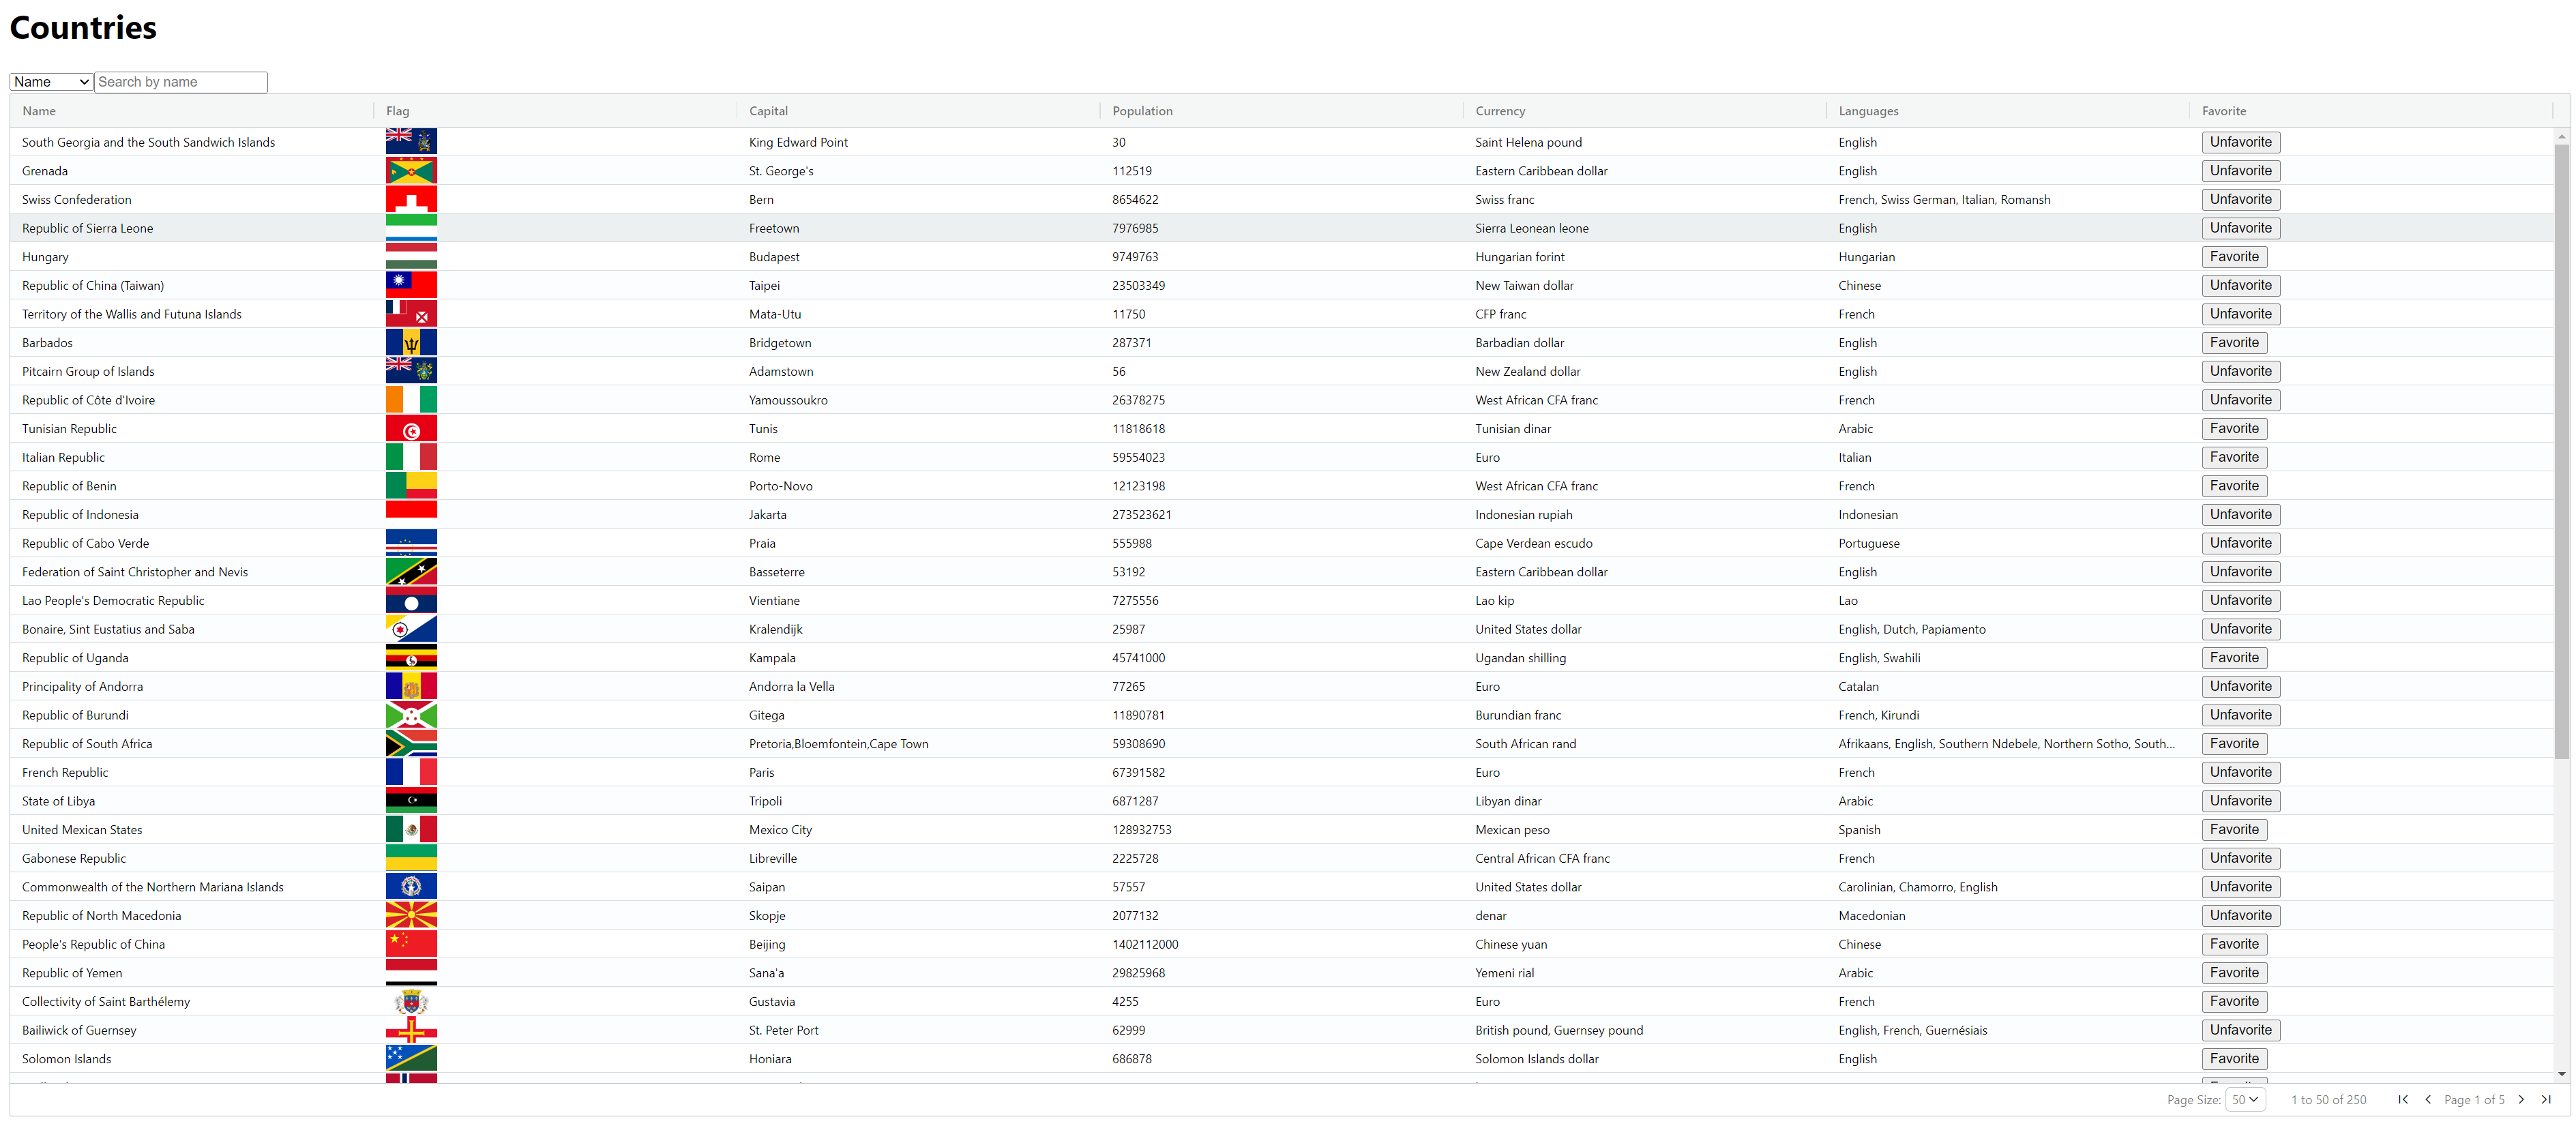 Countries
Name Search by name
Name Flag Capital Population Currency Languages Favorite
South Georgia and the South Sandwich Islands King Edward Point 30 Saint Helena pound English Unfavorite
Grenada St. George's 112519 Eastern Caribbean dollar English Unfavorite
Swiss Confederation Bern 8654622 Swiss franc French, Swiss German, Italian, Romansh Unfavorite
Republic of Sierra Leone Freetown 7976985 Sierra Leonean leone English Unfavorite
Hungary Budapest 9749763 Hungarian forint Hungarian Favorite
Republic of China (Taiwan) Taipei 23503349 New Taiwan dollar Chinese Unfavorite
Territory of the Wallis and Futuna Islands Mata-Utu 11750 CFP franc French Unfavorite
Barbados Bridgetown 287371 Barbadian dollar English Favorite
Pitcairn Group of Islands Adamstown 56 New Zealand dollar English Unfavorite
Republic of Côte d'Ivoire Yamoussoukro 26378275 West African CFA franc French Unfavorite
Tunisian Republic Tunis 11818618 Tunisian dinar Arabic Favorite
Italian Republic Rome 59554023 Euro Italian Favorite
Republic of Benin Porto-Novo 12123198 West African CFA franc French Favorite
Republic of Indonesia Jakarta 273523621 Indonesian rupiah Indonesian Unfavorite
Republic of Cabo Verde Praia 555988 Cape Verdean escudo Portuguese Unfavorite
Federation of Saint Christopher and Nevis Basseterre 53192 Eastern Caribbean dollar English Unfavorite
Lao People's Democratic Republic Vientiane 7275556 Lao kip Lao Unfavorite
Bonaire, Sint Eustatius and Saba Kralendijk 25987 United States dollar English, Dutch, Papiamento Unfavorite
Republic of Uganda Kampala 45741000 Ugandan shilling English, Swahili Favorite
Principality of Andorra Andorra la Vella 77265 Euro Catalan Unfavorite
Republic of Burundi Gitega 11890781 Burundian franc French, Kirundi Unfavorite
Republic of South Africa Pretoria,Bloemfontein,Cape Town 59308690 South African rand Afrikaans, English, Southern Ndebele, Northern Sotho, South... Favorite
French Republic Paris 67391582 Euro French Unfavorite
State of Libya Tripoli 6871287 Libyan dinar Arabic Unfavorite
United Mexican States Mexico City 128932753 Mexican peso Spanish Favorite
Gabonese Republic Libreville 2225728 Central African CFA franc French Unfavorite
Commonwealth of the Northern Mariana Islands Saipan 57557 United States dollar Carolinian, Chamorro, English Unfavorite
Republic of North Macedonia Skopje 2077132 denar Macedonian Unfavorite
People's Republic of China Beijing 1402112000 Chinese yuan Chinese Favorite
Republic of Yemen Sana'a 29825968 Yemeni rial Arabic Favorite
Collectivity of Saint Barthélemy Gustavia 4255 Euro French Favorite
Bailiwick of Guernsey St. Peter Port 62999 British pound, Guernsey pound English, French, Guernésiais Unfavorite
Solomon Islands Honiara 686878 Solomon Islands dollar English Favorite
Page Size: 50 1 to 50 of 250 Page 1 of 5